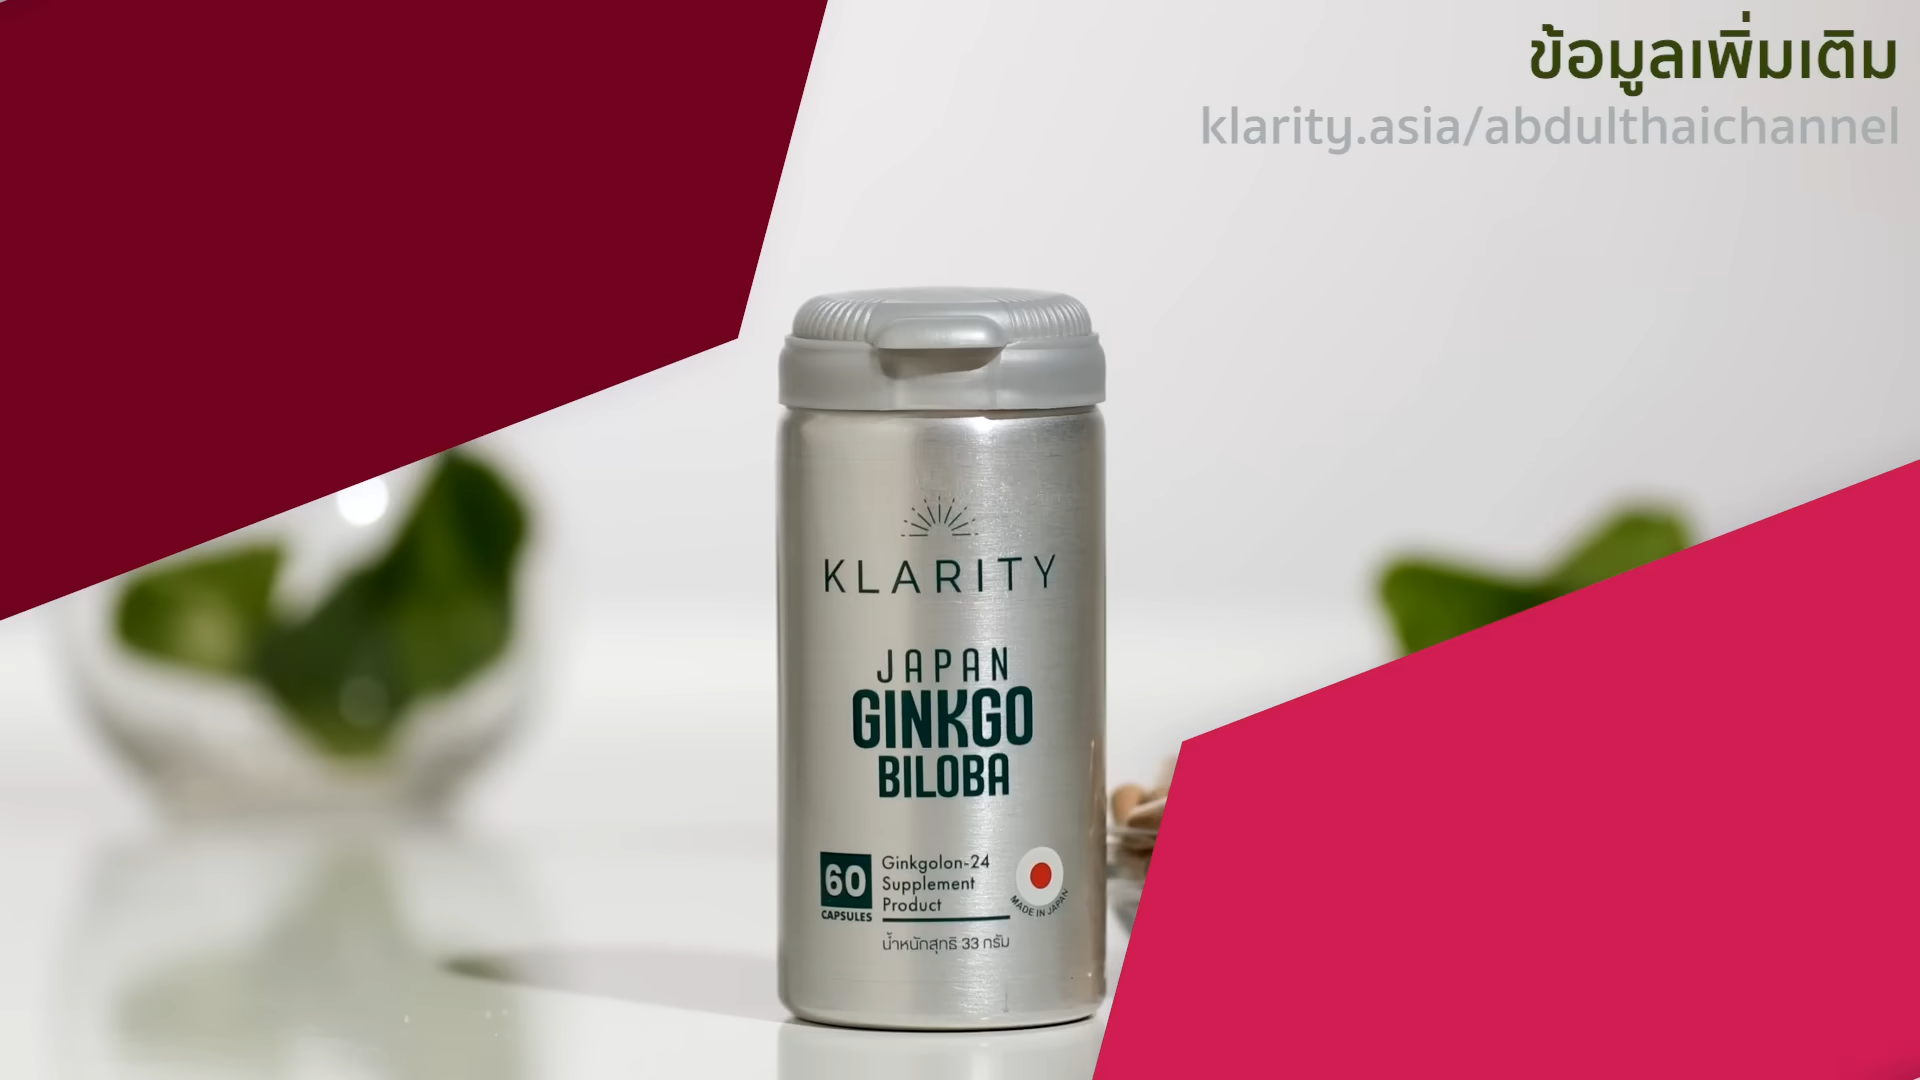 ข้อมูลเพิ่มเติม
klarity.asia/abdulthaichannel
KLARITY
JAPAN
GINKGO
BILOBA
60
CAPSULES
Ginkgolon-24
Supplement
Product
MADE IN JAPAN
น้ำหนักสุทธิ 33 กรัม